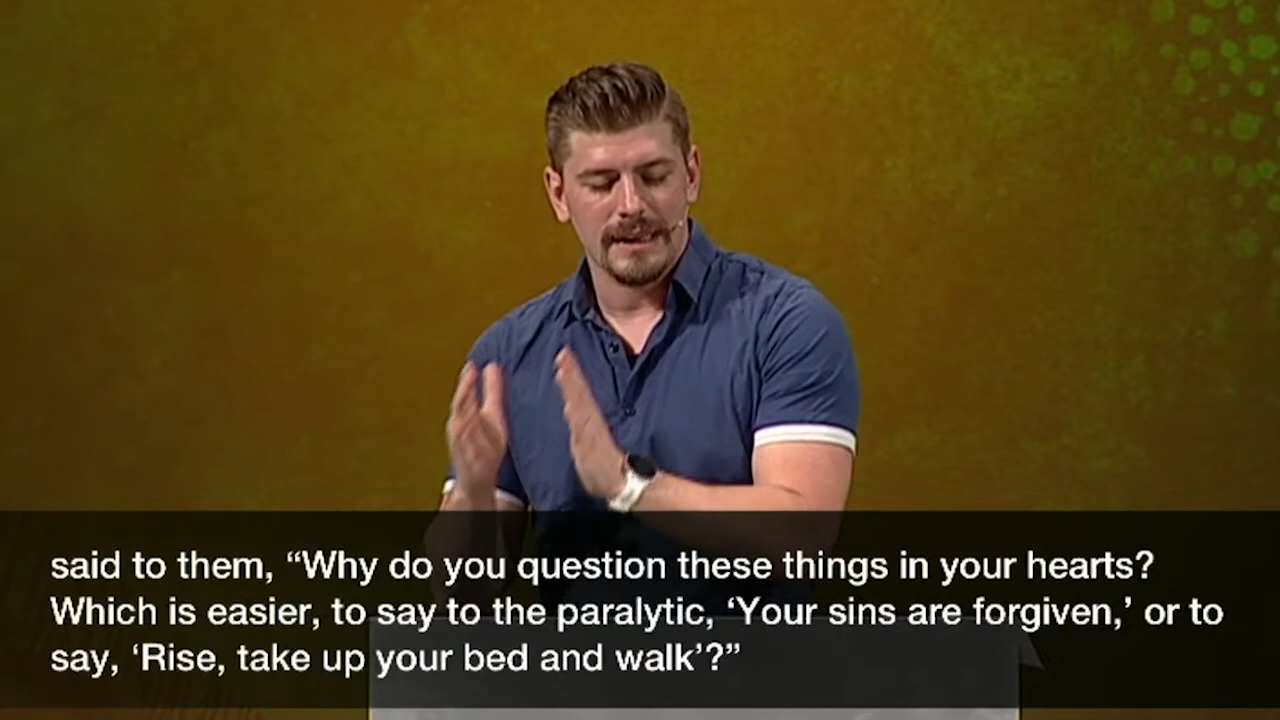 said to them, “Why do you question these things in your hearts?
Which is easier, to say to the paralytic, ‘Your sins are forgiven,’ or to
say, ‘Rise, take up your bed and walk’?”